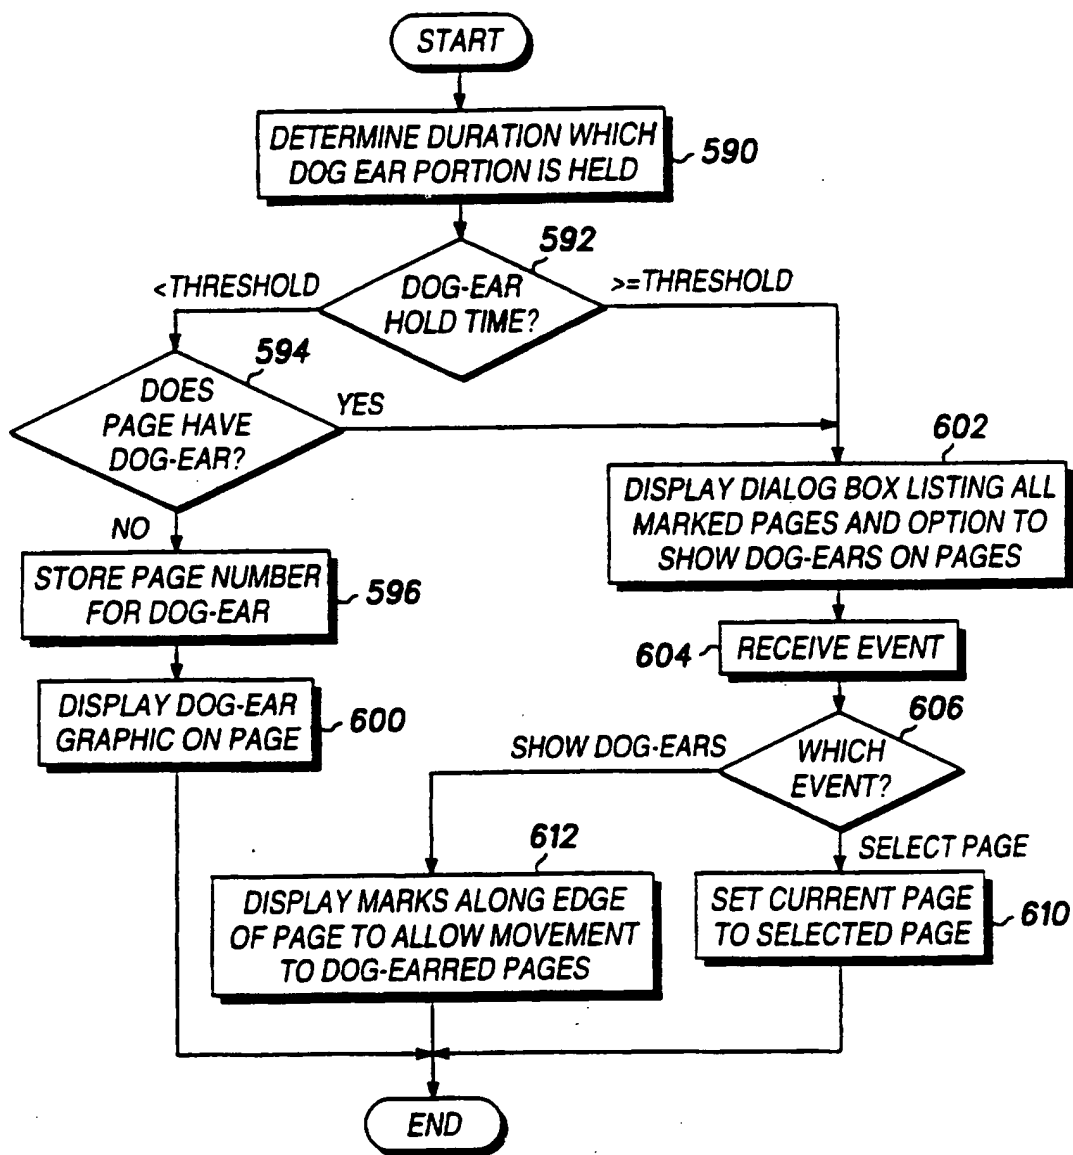 START
DETERMINE DURATION WHICH
DOG EAR PORTION IS HELD
590
592
<THRESHOLD
DOG-EAR
HOLD TIME?
>=THRESHOLD
594
DOES
PAGE HAVE
DOG-EAR?
YES
602
DISPLAY DIALOG BOX LISTING ALL
MARKED PAGES AND OPTION TO
SHOW DOG-EARS ON PAGES
NO
STORE PAGE NUMBER
FOR DOG-EAR
596
604
RECEIVE EVENT
DISPLAY DOG-EAR
GRAPHIC ON PAGE
600
606
SHOW DOG-EARS
WHICH
EVENT?
SELECT PAGE
612
DISPLAY MARKS ALONG EDGE
OF PAGE TO ALLOW MOVEMENT
TO DOG-EARRED PAGES
SET CURRENT PAGE
TO SELECTED PAGE
610
END